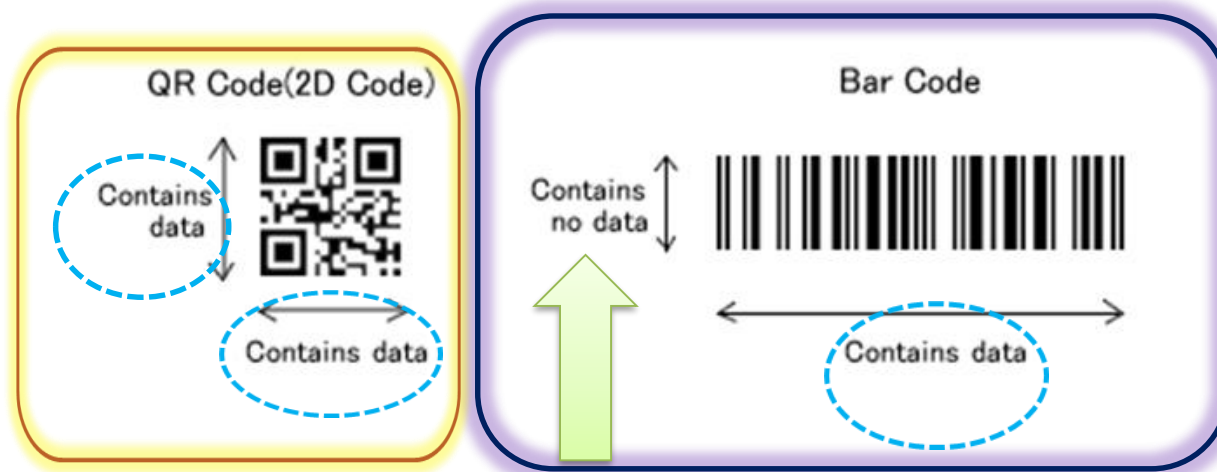 QR Code(2D Code)
Contains
data
Contains data
Bar Code
Contains
no data
Contains data